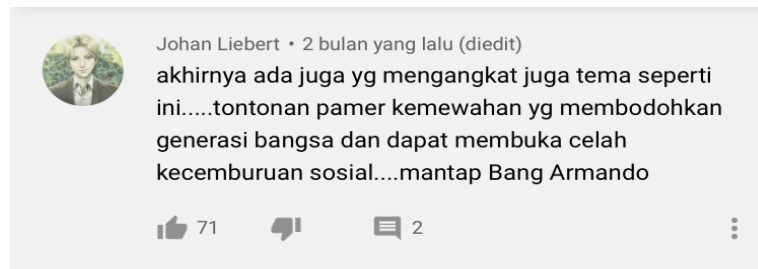 Johan Liebert • 2 bulan yang lalu (diedit)
akhirnya ada juga yg mengangkat juga tema seperti
ini.....tontonan pamer kemewahan yg membodohkan
generasi bangsa dan dapat membuka celah
kecemburuan sosial....mantap Bang Armando
71 2